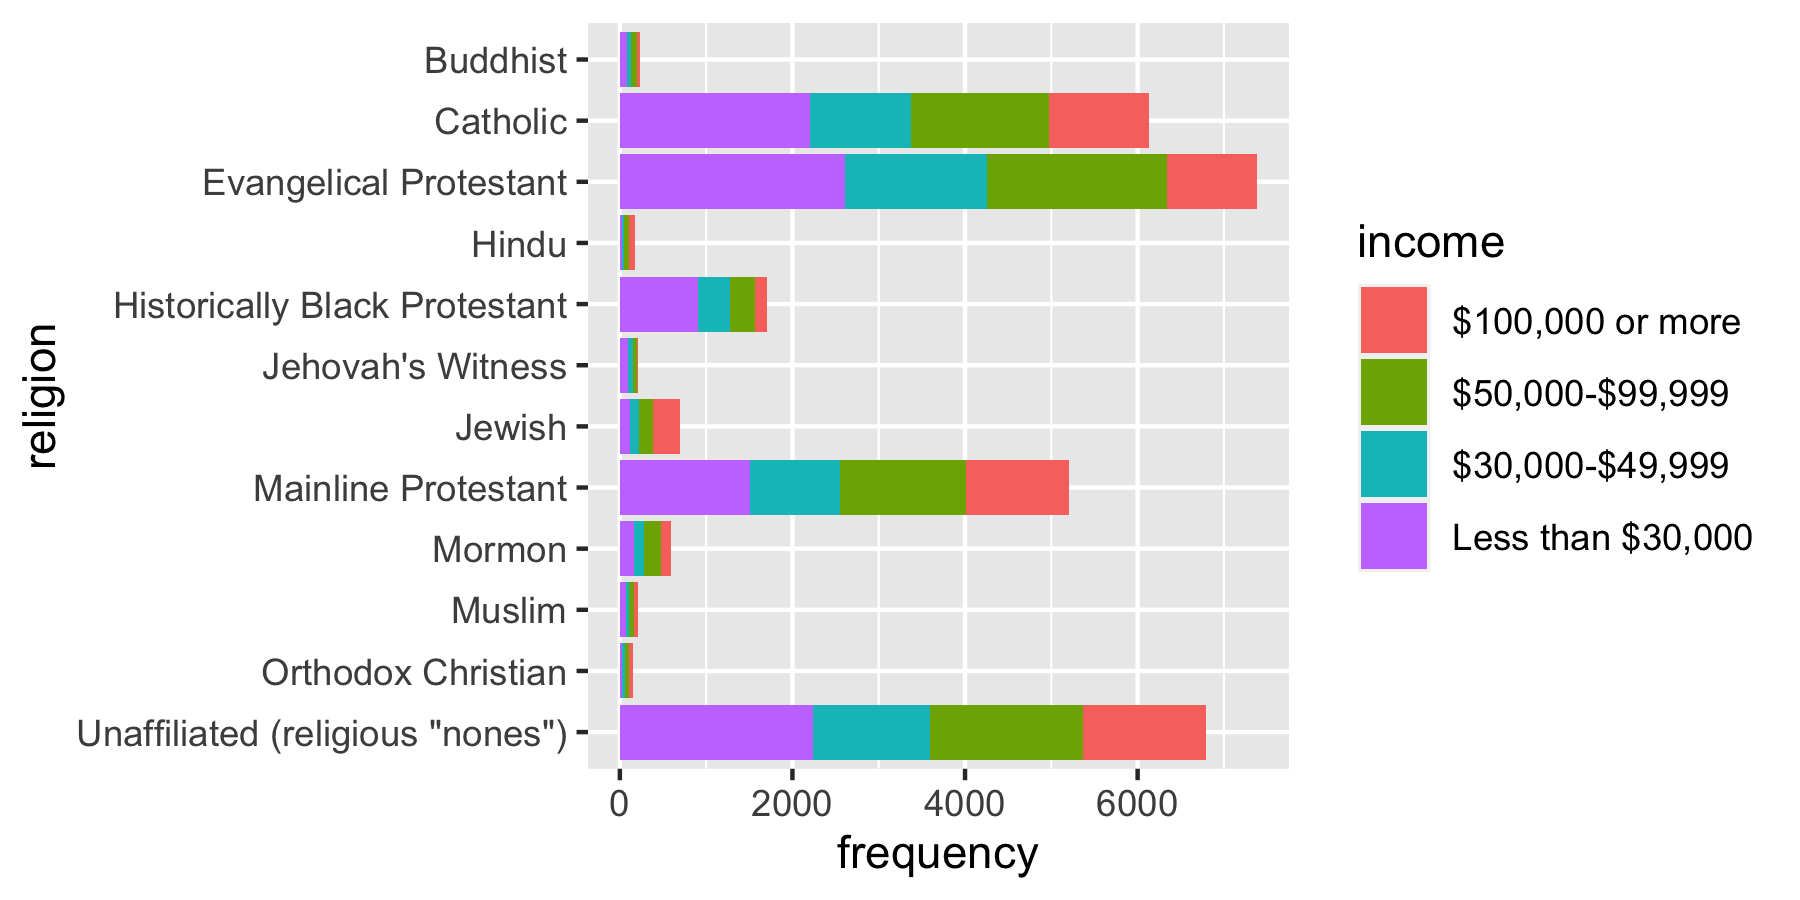 Buddhist
Catholic
Evangelical Protestant
Hindu
Historically Black Protestant
Jehovah's Witness
Jewish
Mainline Protestant
Mormon
Muslim
Orthodox Christian
Unaffiliated (religious "nones")
religion
0 2000 4000 6000
frequency
income
$100,000 or more
$50,000-$99,999
$30,000-$49,999
Less than $30,000